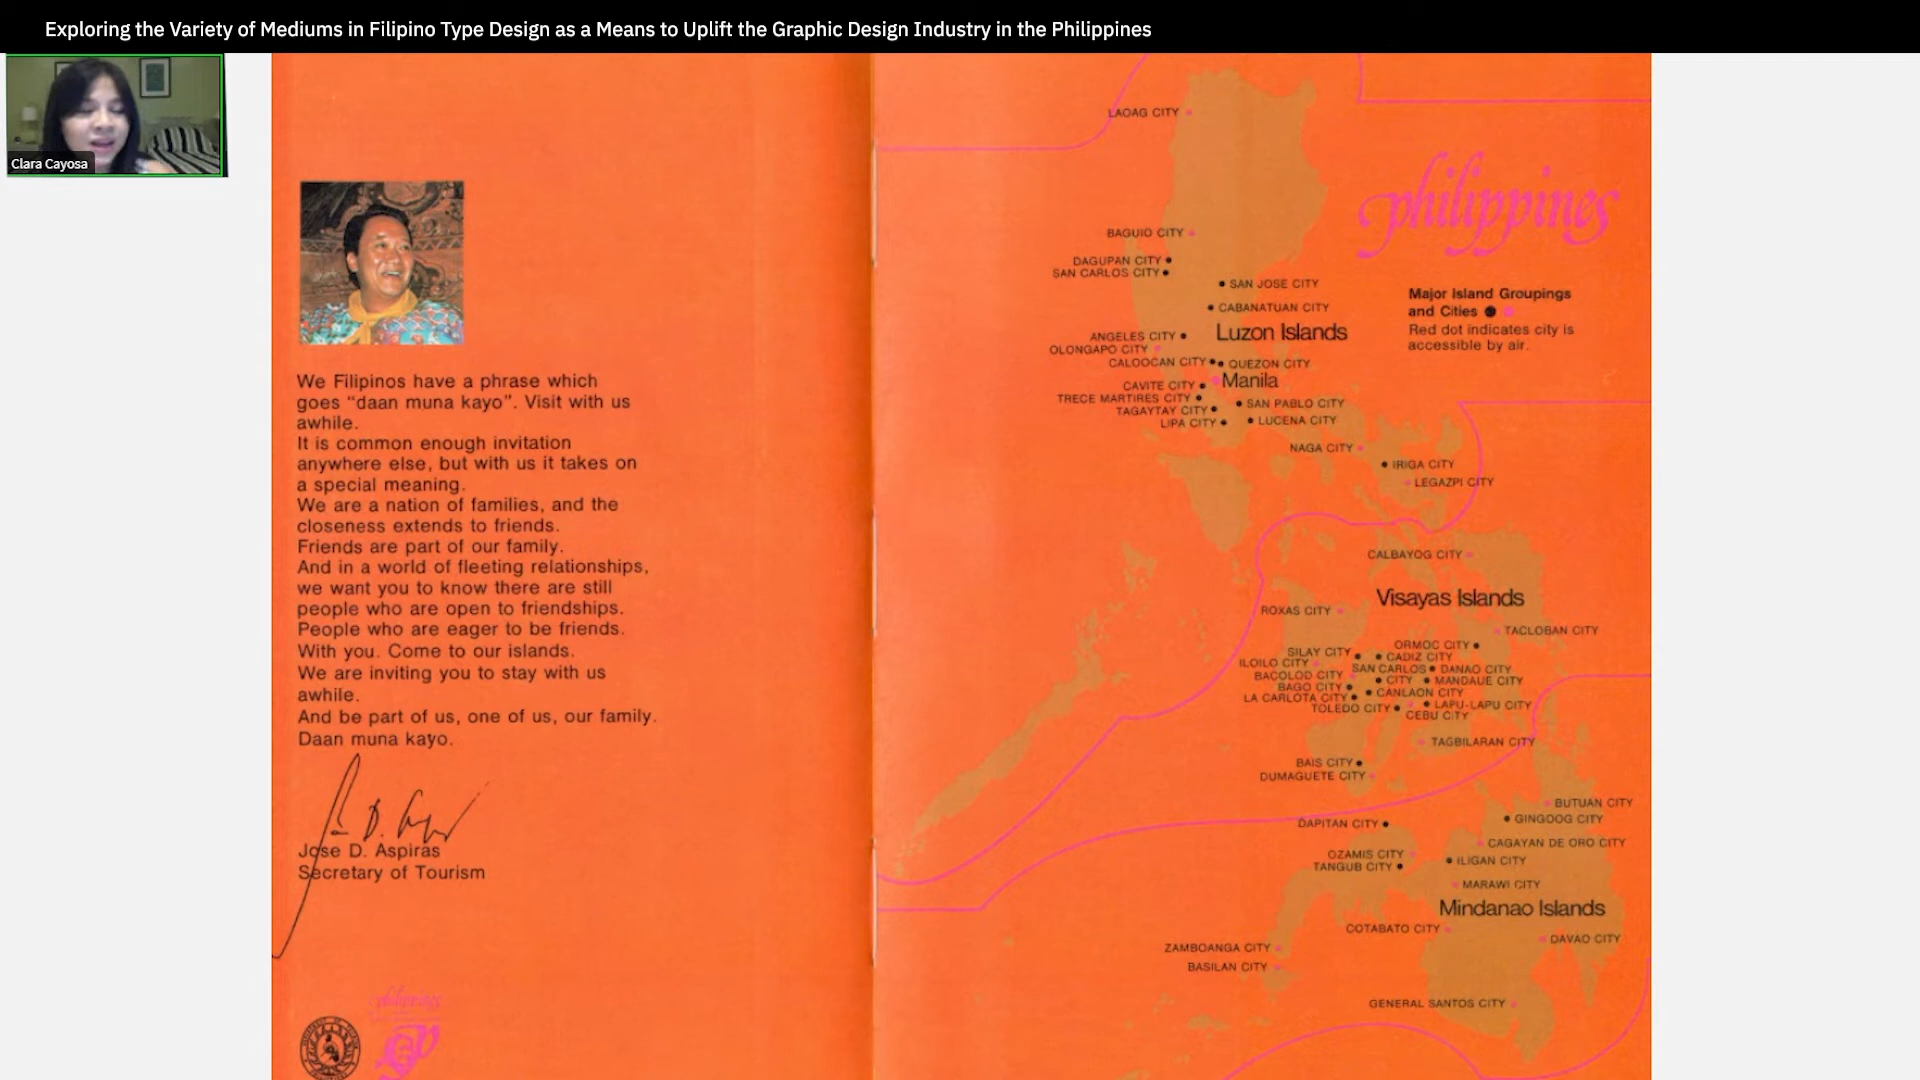 Exploring the Variety of Mediums in Filipino Type Design as a Means to Uplift the Graphic Design Industry in the Philippines
Clara Cayosa
We Filipinos have a phrase which
goes “daan muna kayo”. Visit with us
awhile.
It is common enough invitation
anywhere else, but with us it takes on
a special meaning.
We are a nation of families, and the
closeness extends to friends.
Friends are part of our family.
And in a world of fleeting relationships,
we want you to know there are still
people who are open to friendships.
People who are eager to be friends.
With you. Come to our islands.
We are inviting you to stay with us
awhile.
And be part of us, one of us, our family.
Daan muna kayo.
Jose D. Aspiras
Secretary of Tourism
philippines
philippines
Major Island Groupings
and Cities
Red dot indicates city is
accessible by air.
LAOAG CITY
BAGUIO CITY
DAGUPAN CITY
SAN CARLOS CITY
SAN JOSE CITY
CABANATUAN CITY
Luzon Islands
ANGELES CITY
OLONGAPO CITY
CALOOCAN CITY
QUEZON CITY
Manila
CAVITE CITY
TRECE MARTIRES CITY
SAN PABLO CITY
TAGAYTAY CITY
LIPA CITY
LUCENA CITY
NAGA CITY
IRIGA CITY
LEGAZPI CITY
CALBAYOG CITY
Visayas Islands
ROXAS CITY
TACLOBAN CITY
ORMOC CITY
SILAY CITY
CADIZ CITY
ILOILO CITY
SAN CARLOS
DANAO CITY
BACOLOD CITY
CITY
MANDAUE CITY
BAGO CITY
CANLAON CITY
LA CARLOTA CITY
LAPU-LAPU CITY
TOLEDO CITY
CEBU CITY
TAGBILARAN CITY
BAIS CITY
DUMAGUETE CITY
BUTUAN CITY
GINGOOG CITY
DAPITAN CITY
CAGAYAN DE ORO CITY
OZAMIS CITY
ILIGAN CITY
TANGUB CITY
MARAWI CITY
Mindanao Islands
COTABATO CITY
DAVAO CITY
ZAMBOANGA CITY
BASILAN CITY
GENERAL SANTOS CITY